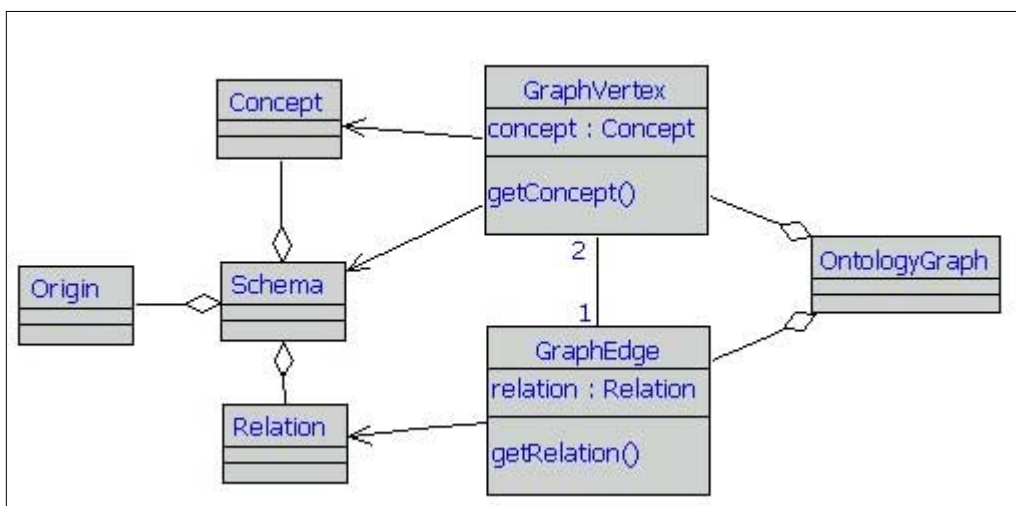 Concept
GraphVertex
concept : Concept
getConcept()
2
OntologyGraph
Origin
Schema
1
GraphEdge
relation : Relation
Relation
getRelation()